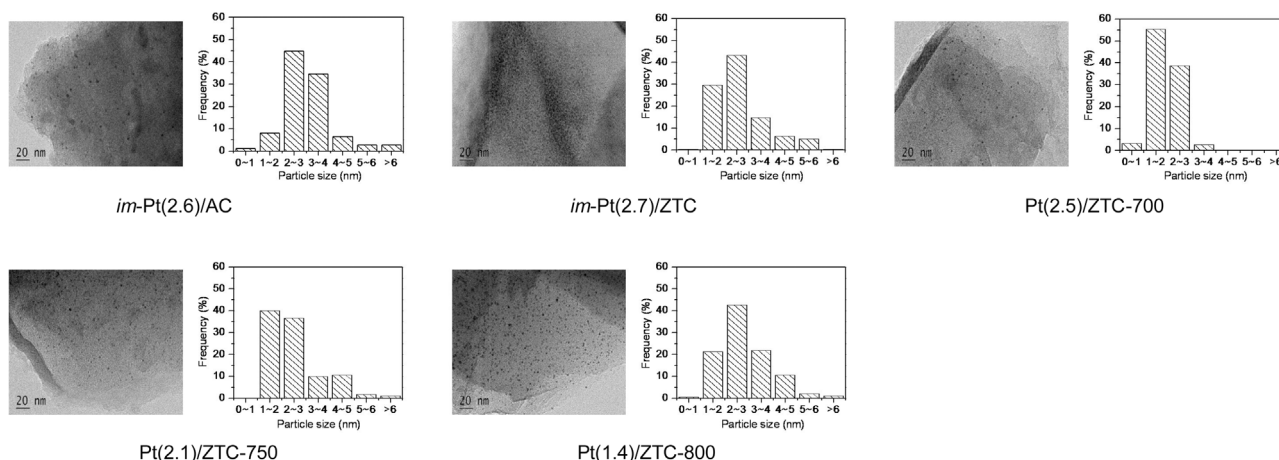 60
50
40
30
20
10
0
Frequency (%)
0~1 1~2 2~3 3~4 4~5 5~6 >6
Particle size (nm)
20 nm
im-Pt(2.6)/AC
60
50
40
30
20
10
0
Frequency (%)
0~1 1~2 2~3 3~4 4~5 5~6 >6
Particle size (nm)
20 nm
im-Pt(2.7)/ZTC
60
50
40
30
20
10
0
Frequency (%)
0~1 1~2 2~3 3~4 4~5 5~6 >6
Particle size (nm)
20 nm
Pt(2.5)/ZTC-700
60
50
40
30
20
10
0
Frequency (%)
0~1 1~2 2~3 3~4 4~5 5~6 >6
Particle size (nm)
20 nm
Pt(2.1)/ZTC-750
60
50
40
30
20
10
0
Frequency (%)
0~1 1~2 2~3 3~4 4~5 5~6 >6
Particle size (nm)
20 nm
Pt(1.4)/ZTC-800